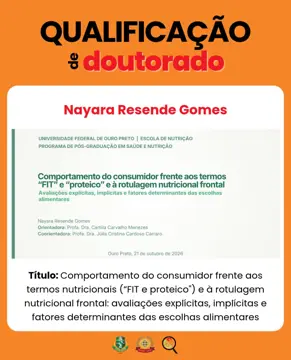 QUALIFICAÇÃO
de doutorado
Nayara Resende Gomes
UNIVERSIDADE FEDERAL DE OURO PRETO | ESCOLA DE NUTRIÇÃO
PROGRAMA DE PÓS-GRADUAÇÃO EM SAÚDE E NUTRIÇÃO
Comportamento do consumidor frente aos termos
“FIT” e “proteico” e à rotulagem nutricional frontal
Avaliações explícitas, implícitas e fatores determinantes das escolhas
alimentares
Nayara Resende Gomes
Orientadora: Profa. Dra. Camila Carvalho Menezes
Coorientadora: Profa. Dra. Júlia Cristina Cardoso Carraro
Ouro Preto, 21 de outubro de 2025
Título: Comportamento do consumidor frente aos
termos nutricionais (“FIT e proteico") e à rotulagem
nutricional frontal: avaliações explícitas, implícitas e
fatores determinantes das escolhas alimentares